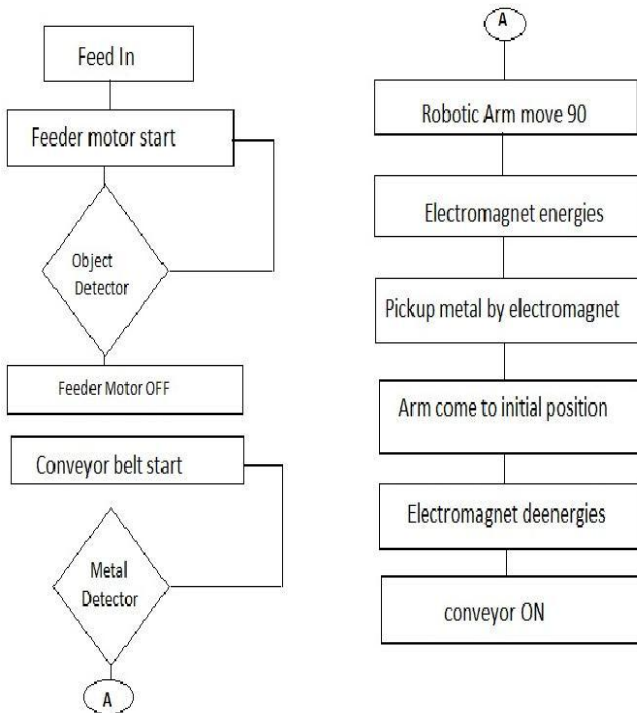 Feed In
Feeder motor start
Object
Detector
Feeder Motor OFF
Conveyor belt start
Metal
Detector
A
A
Robotic Arm move 90
Electromagnet energies
Pickup metal by electromagnet
Arm come to initial position
Electromagnet deenergies
conveyor ON